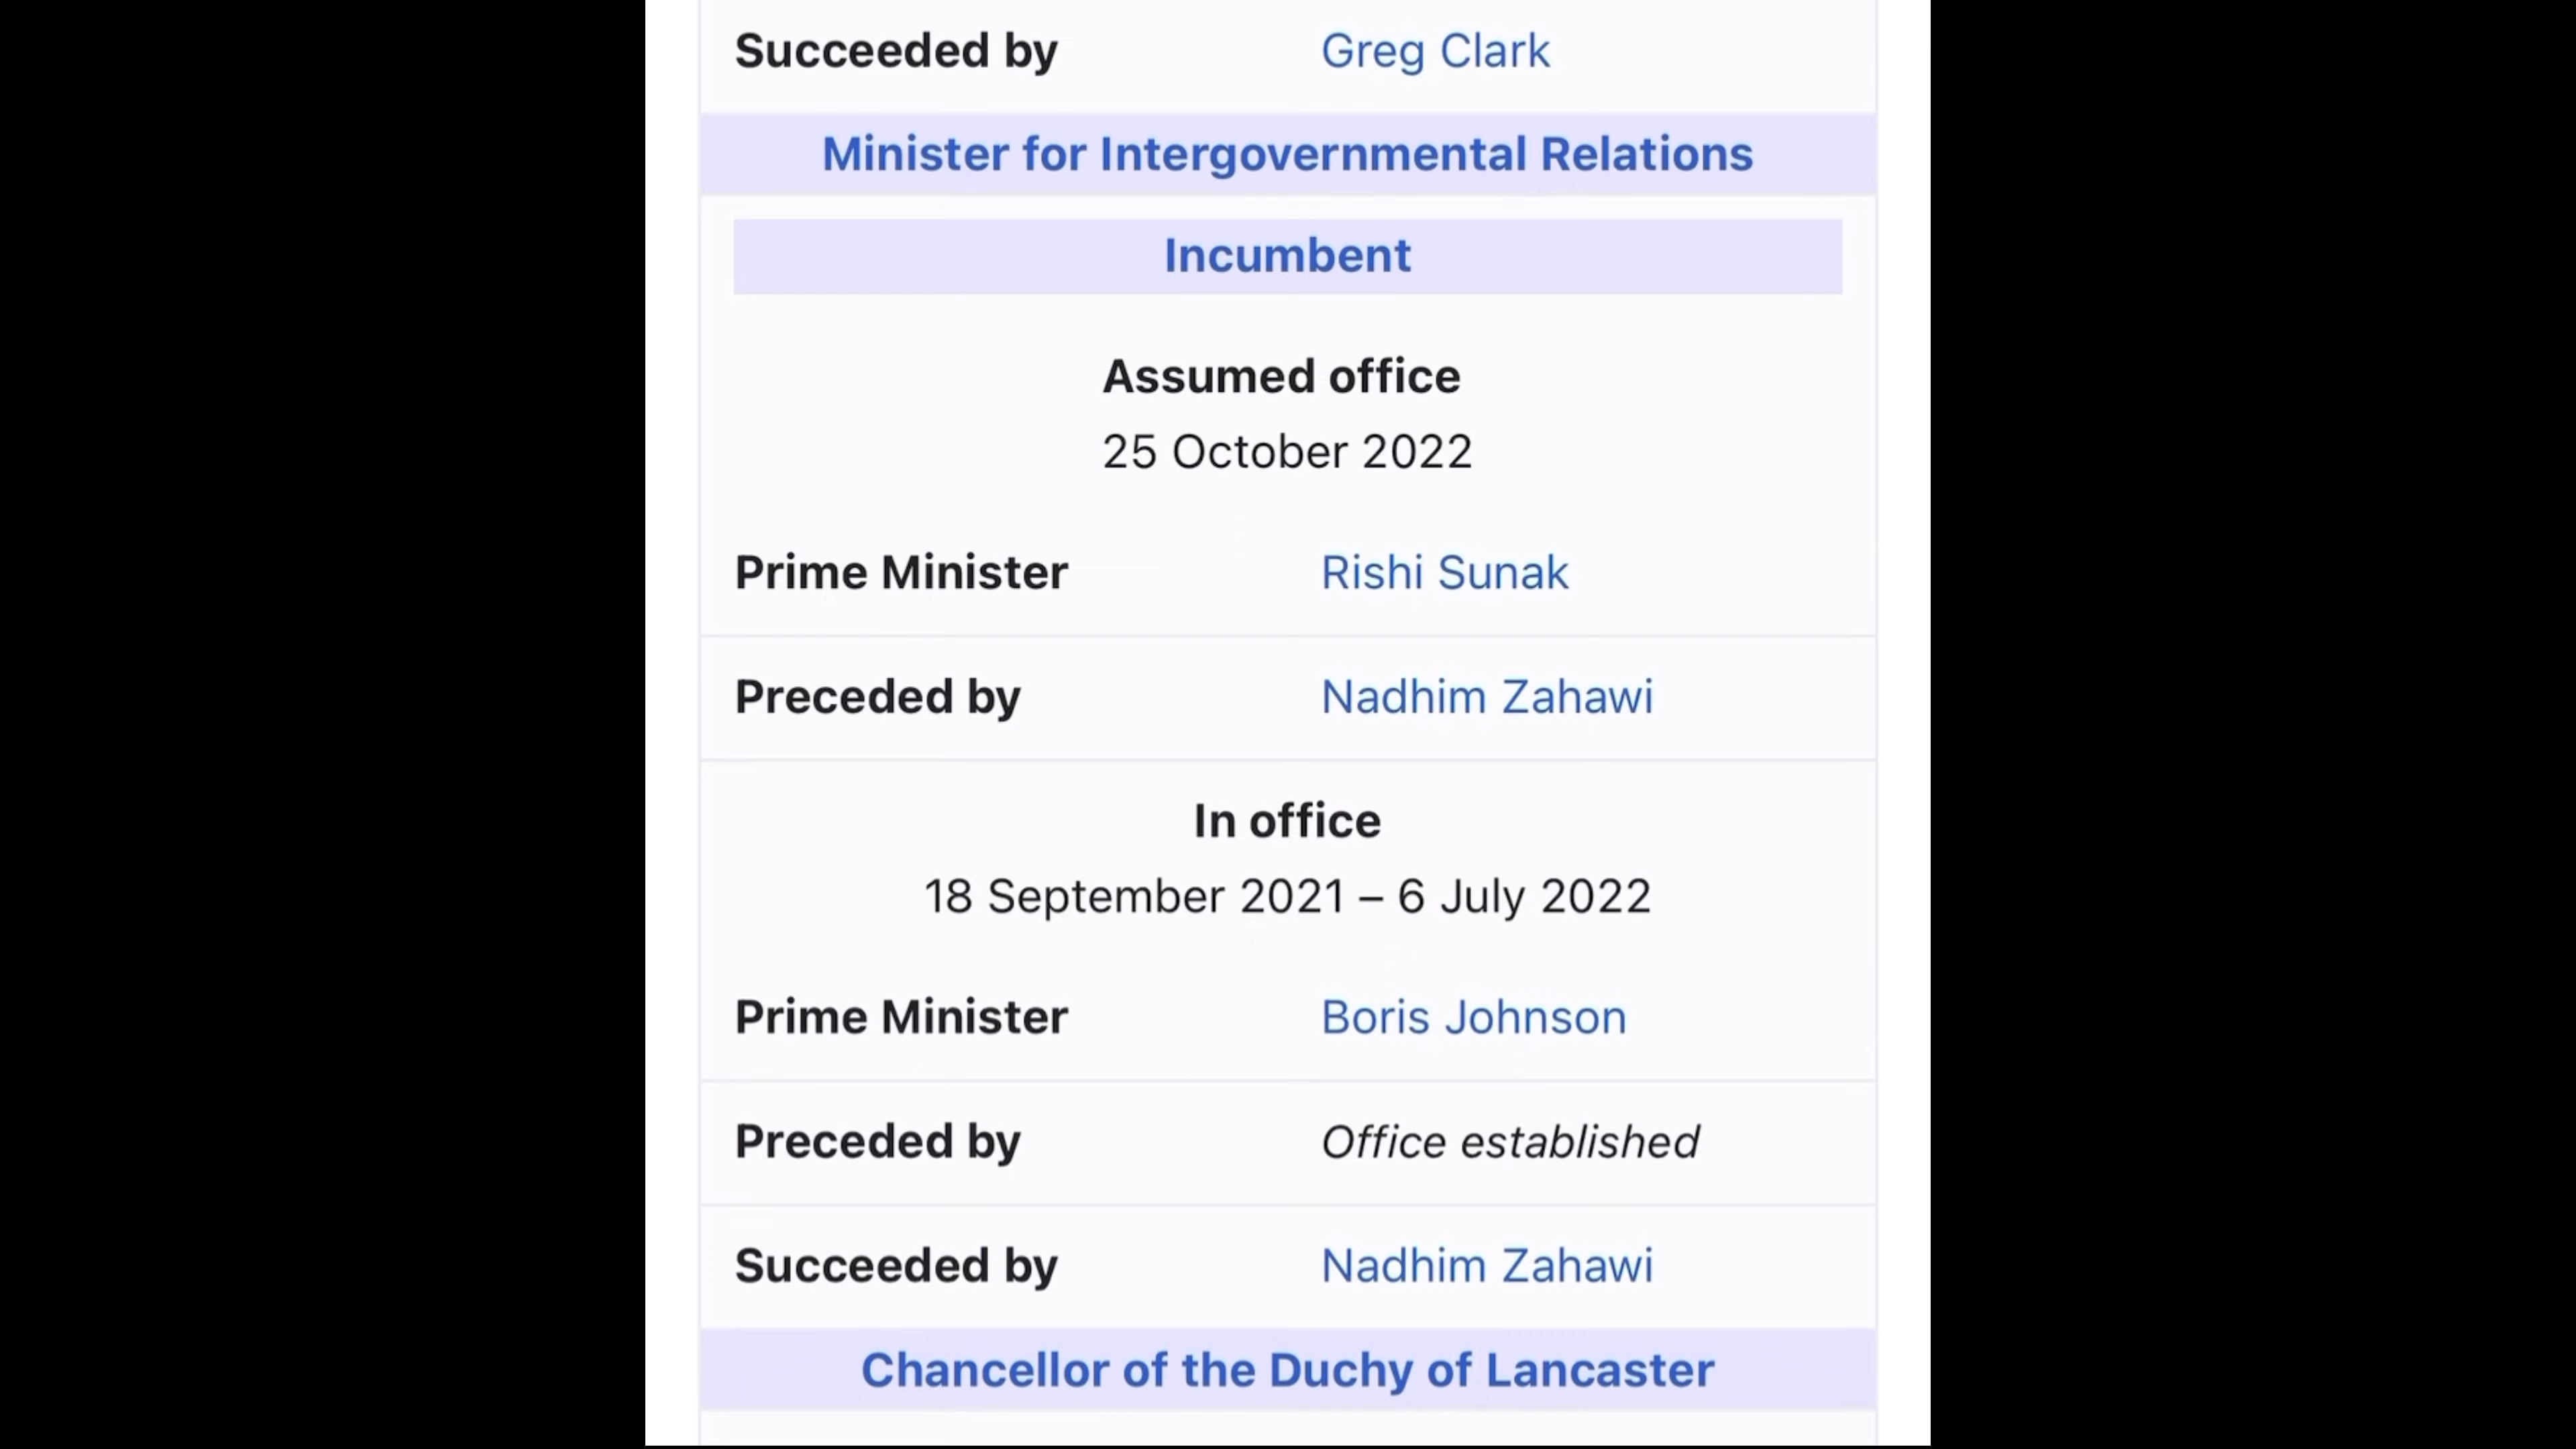 Succeeded by Greg Clark
Minister for Intergovernmental Relations
Incumbent
Assumed office
25 October 2022
Prime Minister Rishi Sunak
Preceded by Nadhim Zahawi
In office
18 September 2021 – 6 July 2022
Prime Minister Boris Johnson
Preceded by Office established
Succeeded by Nadhim Zahawi
Chancellor of the Duchy of Lancaster